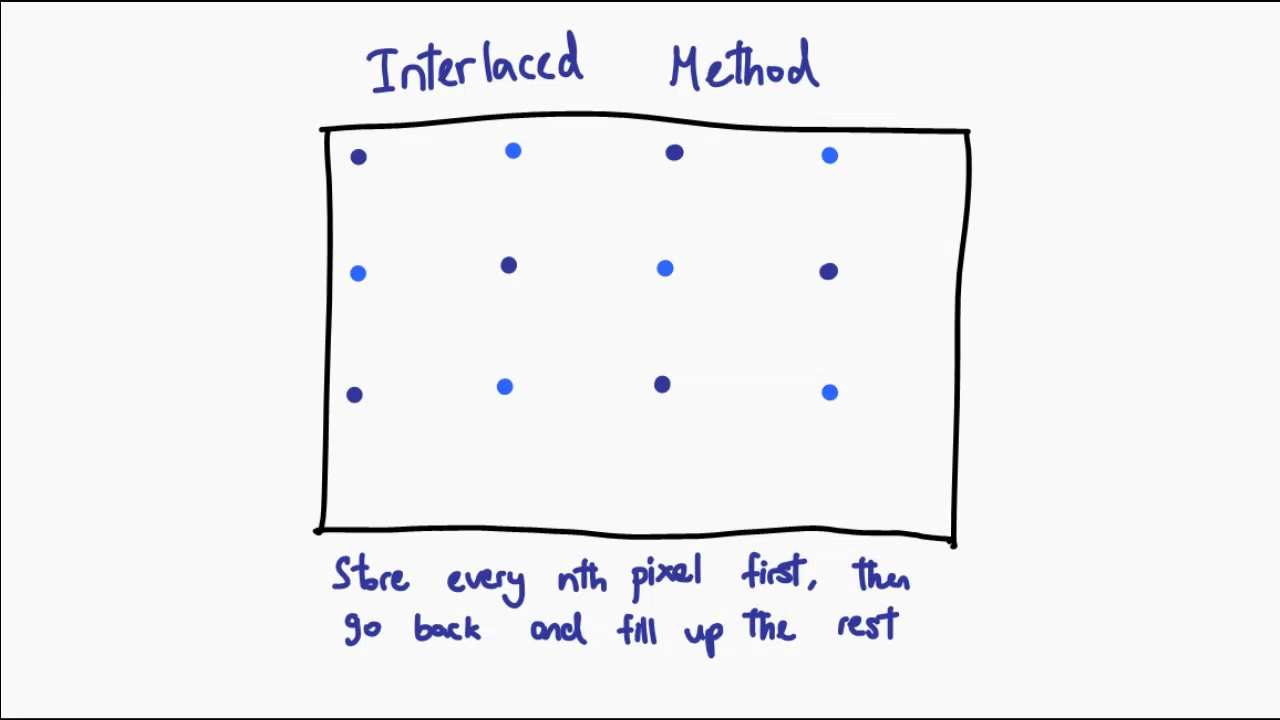 Interlaced Method
Store every nth pixel first, then
go back and fill up the rest